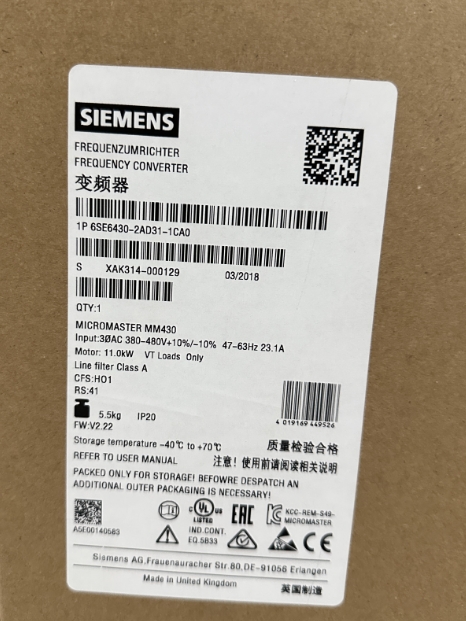 SIEMENS
FREQUENZUMRICHTER
FREQUENCY CONVERTER
变频器
1P 6SE6430-2AD31-1CA0
S XAK314-000129 03/2018
QTY:1
MICROMASTER MM430
Input:3ØAC 380-480V+10%/-10% 47-63Hz 23.1A
Motor: 11.0kW VT Loads Only
Line filter Class A
CFS:HO1
RS:41
5.5kg IP20
FW:V2.22
4 019169 449526
Storage temperature -40°C to +70°C 质量检验合格
REFER TO USER MANUAL 注意！使用前请阅读相关说明
PACKED ONLY FOR STORAGE! BEFOWRE DESPATCH AN
ADDITIONAL OUTER PACKAGING IS NECESSARY!
c UL US LISTED EAC KCC-REM-S49-
MICROMASTER
A5E00140583
IND.CONT.
EQ.5B33
CE
Siemens AG,Frauenauracher Str.80,DE-91056 Erlangen
Made in United Kingdom 英国制造